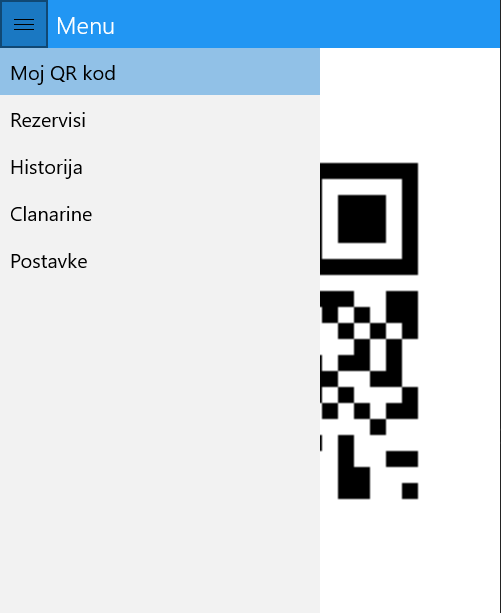 Menu
Moj QR kod
Rezervisi
Historija
Clanarine
Postavke